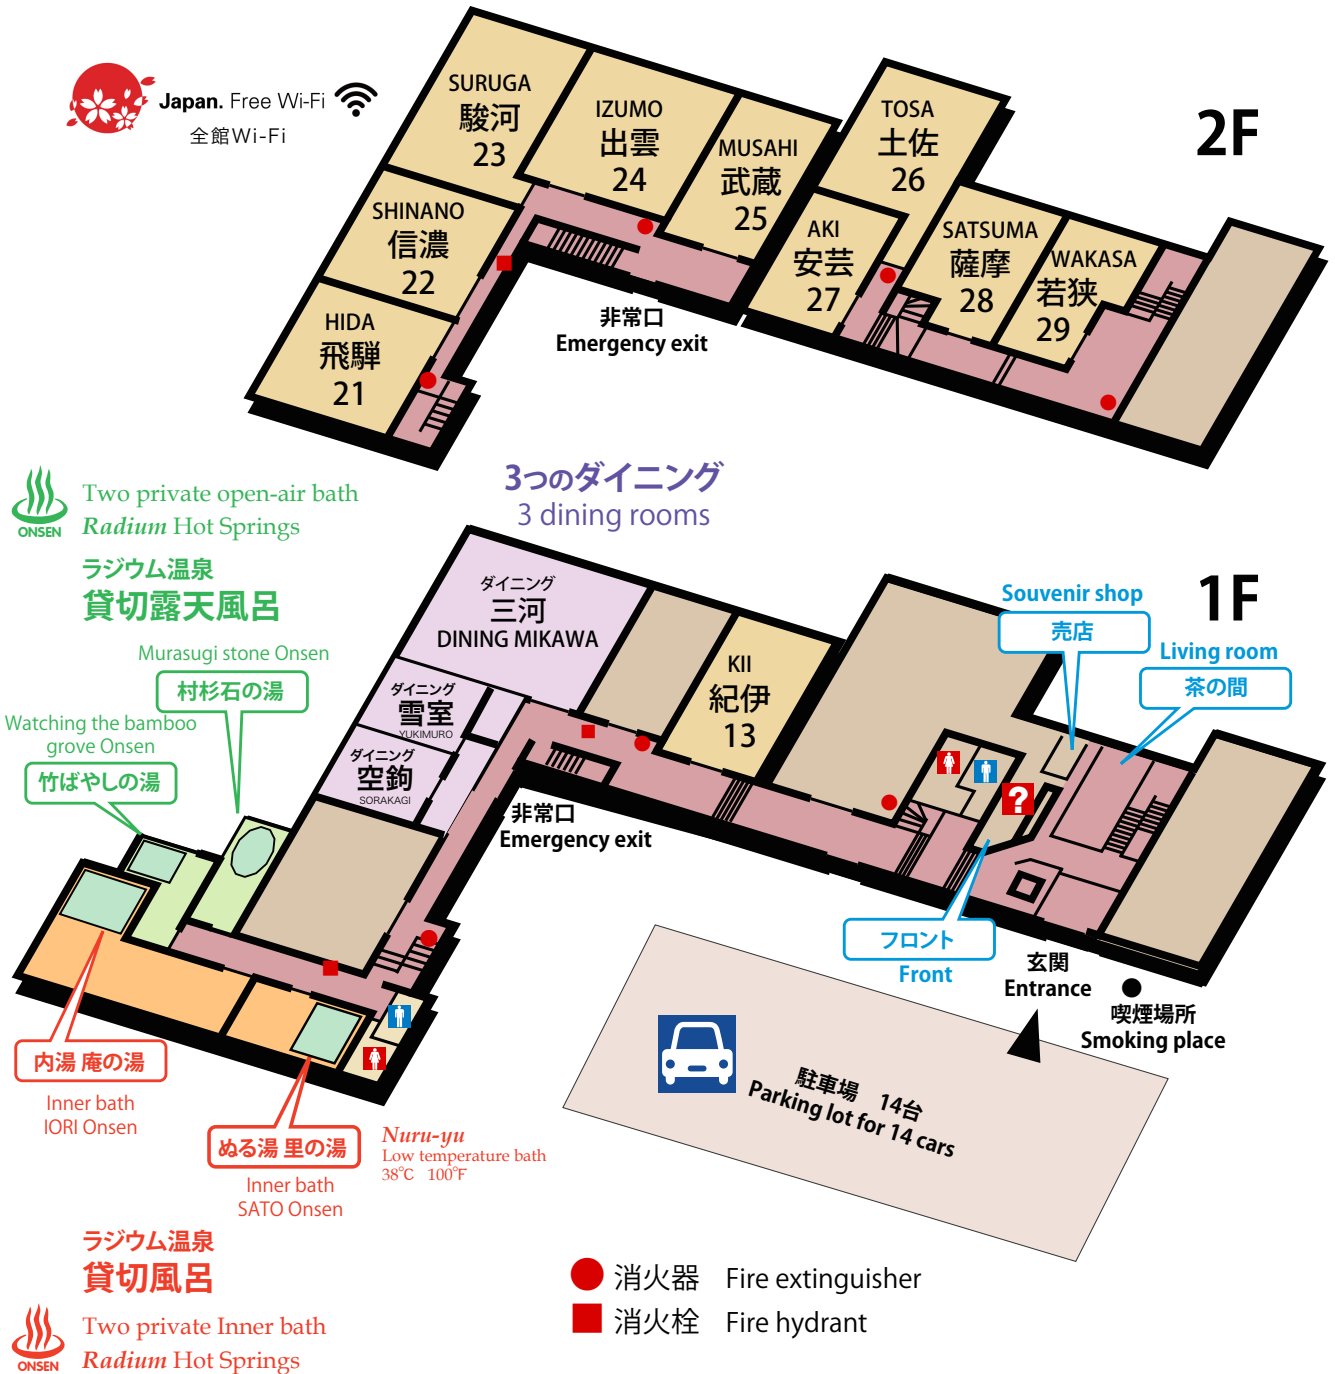 Japan. Free Wi-Fi
全館Wi-Fi
2F
SURUGA
駿河
23
IZUMO
出雲
24
MUSAHI
武蔵
25
TOSA
土佐
26
SHINANO
信濃
22
AKI
安芸
27
SATSUMA
薩摩
28
WAKASA
若狭
29
HIDA
飛騨
21
非常口
Emergency exit
3つのダイニング
3 dining rooms
ONSEN
Two private open-air bath
Radium Hot Springs
ラジウム温泉
貸切露天風呂
1F
Souvenir shop
売店
Living room
茶の間
ダイニング
三河
DINING MIKAWA
KII
紀伊
13
ダイニング
雪室
YUKIMURO
ダイニング
空鉤
SORAKAGI
Murasugi stone Onsen
村杉石の湯
Watching the bamboo
grove Onsen
竹ばやしの湯
?
非常口
Emergency exit
フロント
Front
玄関
Entrance
喫煙場所
Smoking place
駐車場 14台
Parking lot for 14 cars
内湯 庵の湯
Inner bath
IORI Onsen
ぬる湯 里の湯
Inner bath
SATO Onsen
Nuru-yu
Low temperature bath
38℃ 100℉
ラジウム温泉
貸切風呂
ONSEN
Two private Inner bath
Radium Hot Springs
消火器 Fire extinguisher
消火栓 Fire hydrant